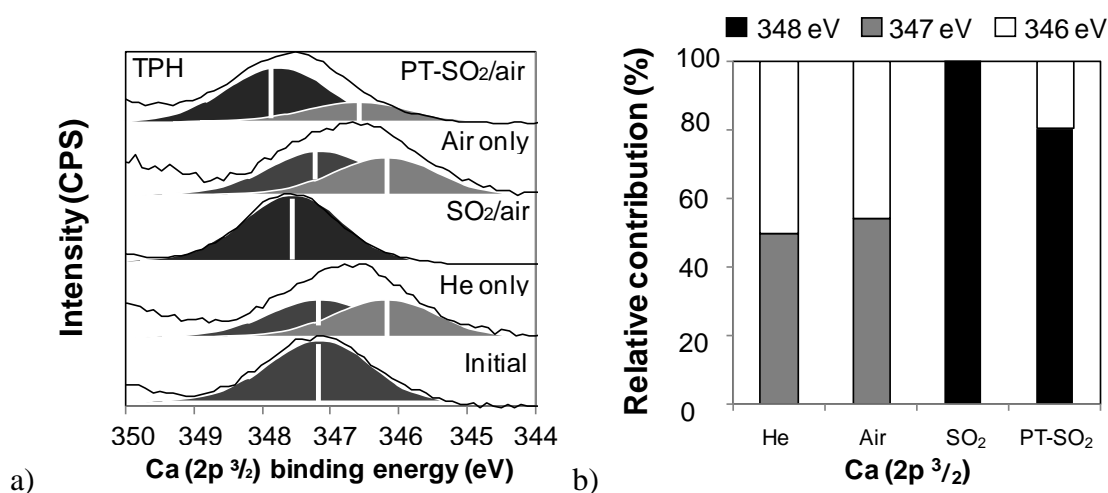 TPH
PT-SO₂/air
Air only
SO₂/air
He only
Initial
Intensity (CPS)
350 349 348 347 346 345 344
Ca (2p ³/₂) binding energy (eV)
a)
348 eV 347 eV 346 eV
Relative contribution (%)
100
80
60
40
20
0
He Air SO₂ PT-SO₂
Ca (2p ³/₂)
b)